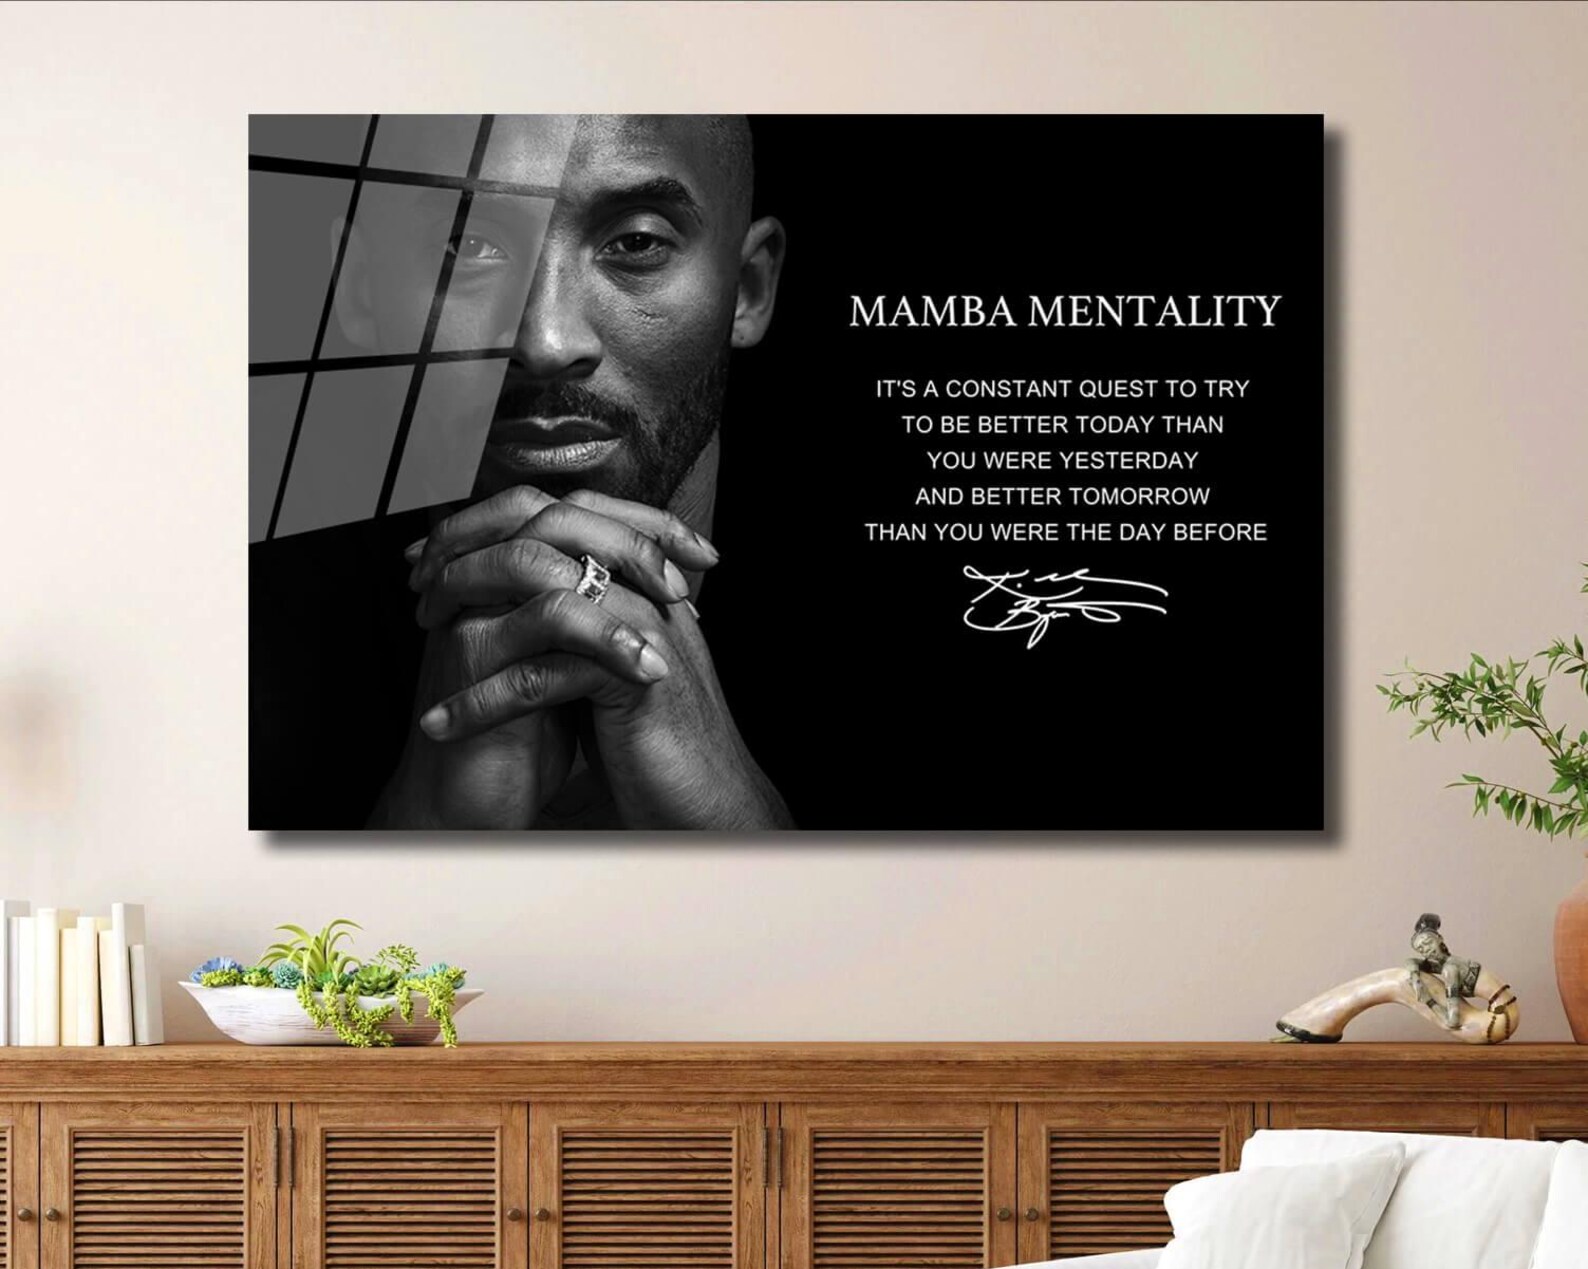 MAMBA MENTALITY
IT'S A CONSTANT QUEST TO TRY
TO BE BETTER TODAY THAN
YOU WERE YESTERDAY
AND BETTER TOMORROW
THAN YOU WERE THE DAY BEFORE